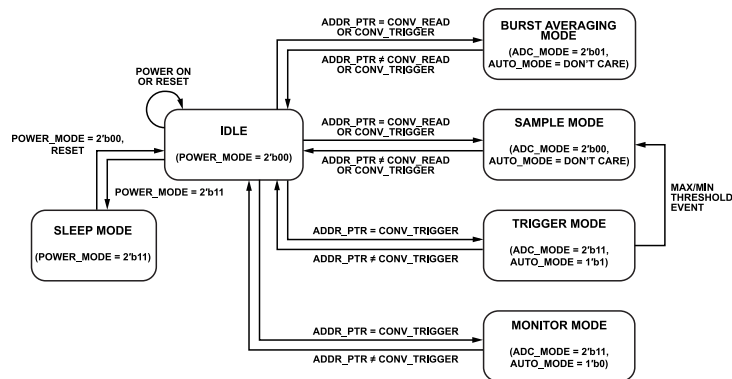 ADDR_PTR = CONV_READ
OR CONV_TRIGGER
ADDR_PTR ≠ CONV_READ
OR CONV_TRIGGER
BURST AVERAGING
MODE
(ADC_MODE = 2'b01,
AUTO_MODE = DON'T CARE)
POWER ON
OR RESET
IDLE
(POWER_MODE = 2'b00)
ADDR_PTR = CONV_READ
OR CONV_TRIGGER
ADDR_PTR ≠ CONV_READ
OR CONV_TRIGGER
SAMPLE MODE
(ADC_MODE = 2'b00,
AUTO_MODE = DON'T CARE)
POWER_MODE = 2'b00,
RESET
POWER_MODE = 2'b11
MAX/MIN
THRESHOLD
EVENT
SLEEP MODE
(POWER_MODE = 2'b11)
ADDR_PTR = CONV_TRIGGER
ADDR_PTR ≠ CONV_TRIGGER
TRIGGER MODE
(ADC_MODE = 2'b11,
AUTO_MODE = 1'b1)
ADDR_PTR = CONV_TRIGGER
ADDR_PTR ≠ CONV_TRIGGER
MONITOR MODE
(ADC_MODE = 2'b11,
AUTO_MODE = 1'b0)